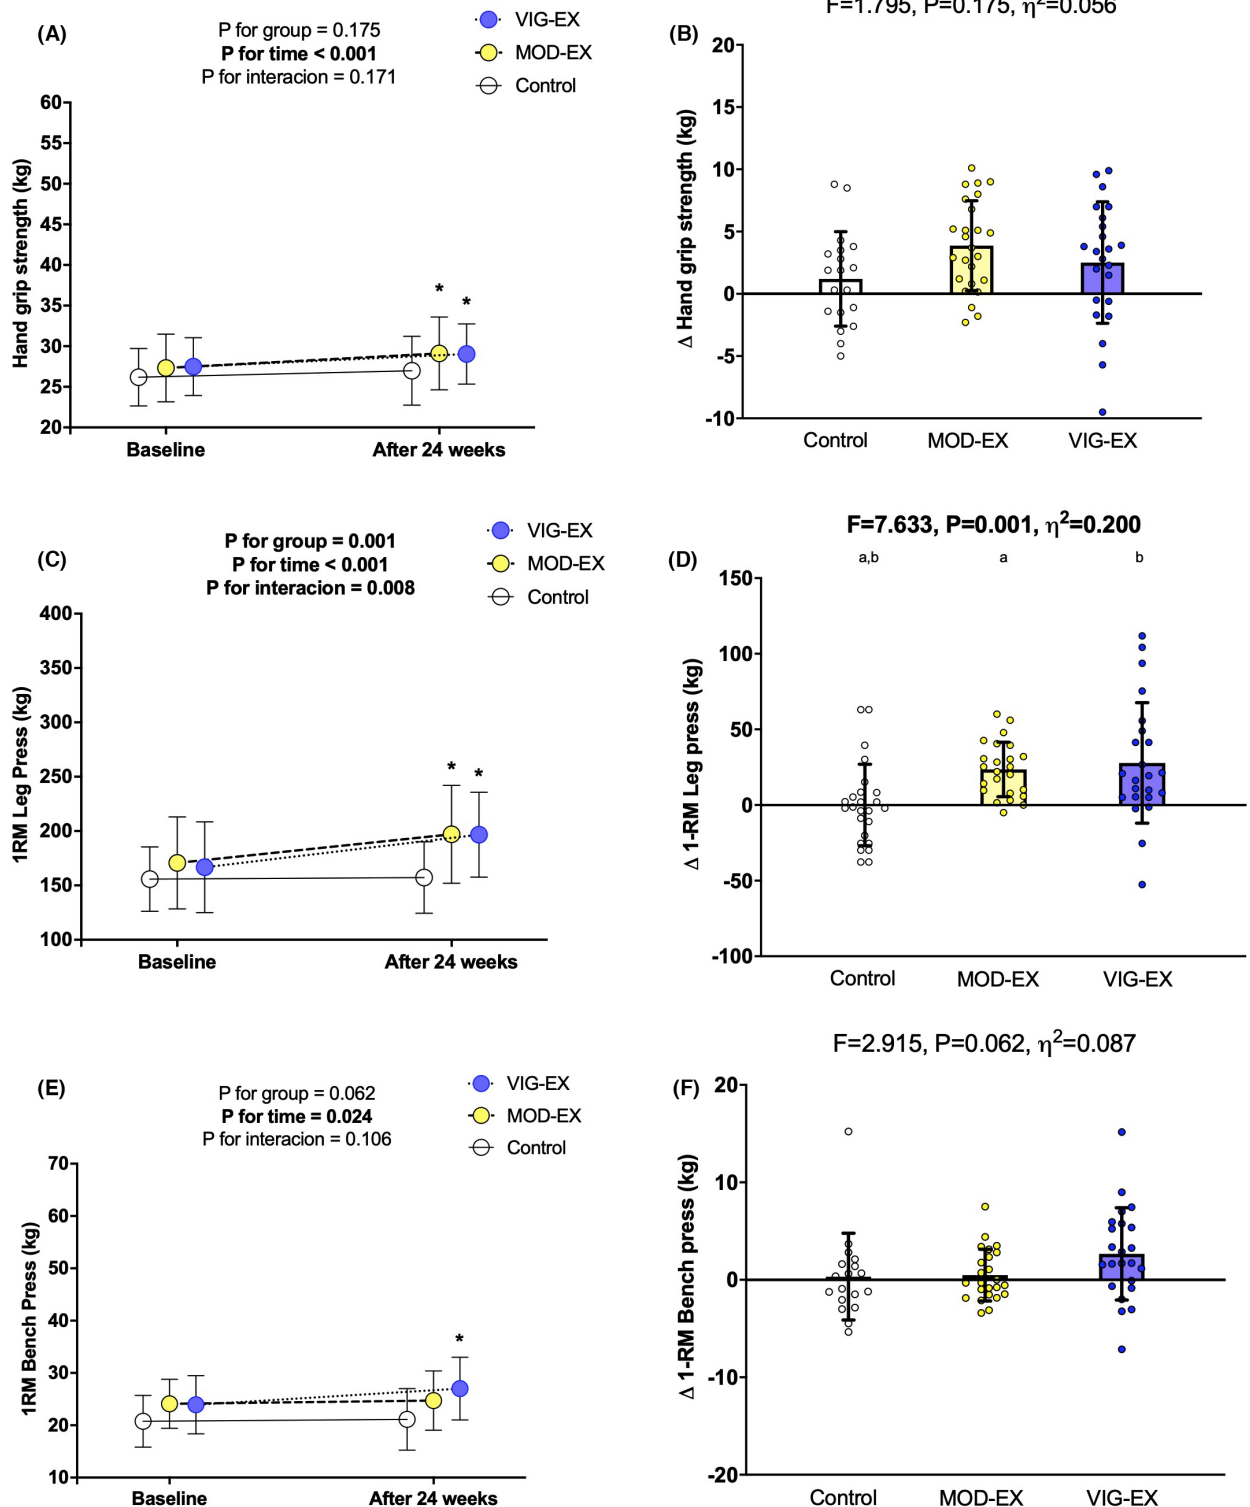 (A)
P for group = 0.175
P for time < 0.001
P for interacion = 0.171
VIG-EX
MOD-EX
Control
Hand grip strength (kg)
60
55
50
45
40
35
30
25
20
* *
Baseline After 24 weeks
F=1.795, P=0.175, η²=0.056
(B)
Δ Hand grip strength (kg)
20
15
10
5
0
-5
-10
Control MOD-EX VIG-EX
(C)
P for group = 0.001
P for time < 0.001
P for interacion = 0.008
VIG-EX
MOD-EX
Control
1RM Leg Press (kg)
400
350
300
250
200
150
100
* *
Baseline After 24 weeks
F=7.633, P=0.001, η²=0.200
(D)
a,b a b
Δ 1-RM Leg press (kg)
150
100
50
0
-50
-100
Control MOD-EX VIG-EX
(E)
P for group = 0.062
P for time = 0.024
P for interacion = 0.106
VIG-EX
MOD-EX
Control
1RM Bench Press (kg)
70
60
50
40
30
20
10
*
Baseline After 24 weeks
F=2.915, P=0.062, η²=0.087
(F)
Δ 1-RM Bench press (kg)
20
10
0
-10
-20
Control MOD-EX VIG-EX